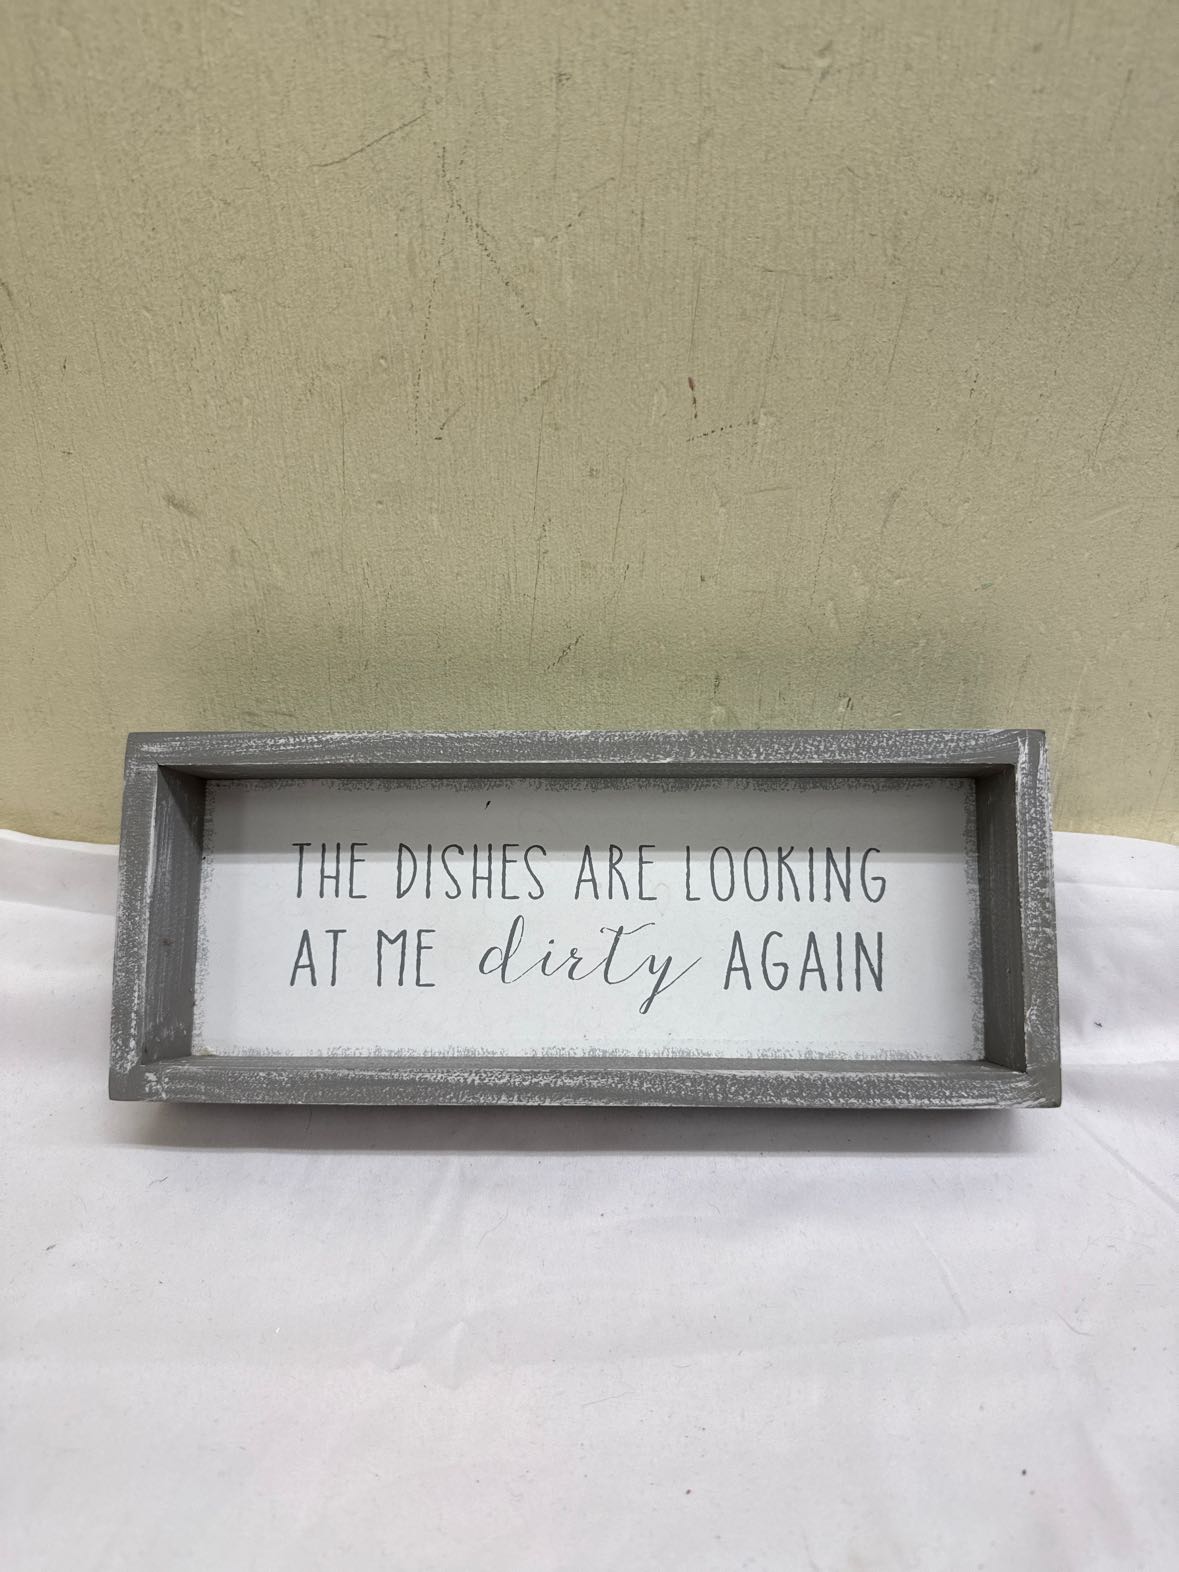 THE DISHES ARE LOOKING
AT ME dirty AGAIN